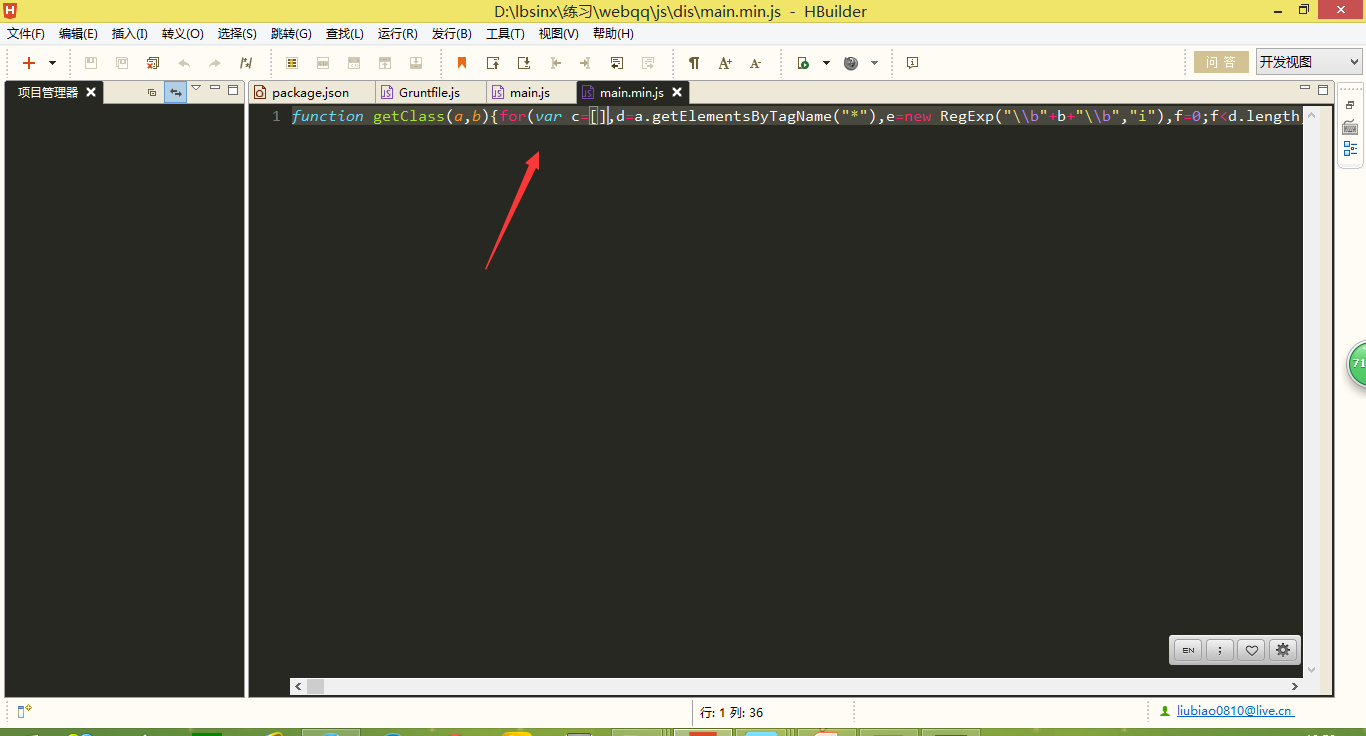 D:\lbsinx\练习\webqq\js\dis\main.min.js - HBuilder
文件(F) 编辑(E) 插入(I) 转义(O) 选择(S) 跳转(G) 查找(L) 运行(R) 发行(B) 工具(T) 视图(V) 帮助(H)
问 答 开发视图
项目管理器 package.json Gruntfile.js main.js main.min.js
1 function getClass(a,b){for(var c=[],d=a.getElementsByTagName("*"),e=new RegExp("\\b"+b+"\\b","i"),f=0;f<d.length
71
EN ;
行: 1 列: 36
liubiao0810@live.cn